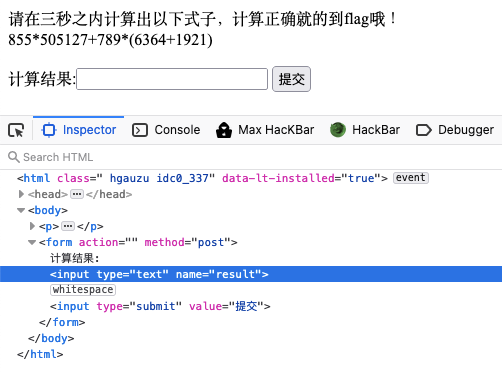 请在三秒之内计算出以下式子，计算正确就的到flag哦！
855*505127+789*(6364+1921)
计算结果: 提交
Inspector Console Max HacKBar HackBar Debugger
Search HTML
<html class=" hgauzu idc0_337" data-lt-installed="true"> event
<head> ··· </head>
<body>
<p> ··· </p>
<form action="" method="post">
计算结果:
<input type="text" name="result">
whitespace
<input type="submit" value="提交">
</form>
</body>
</html>